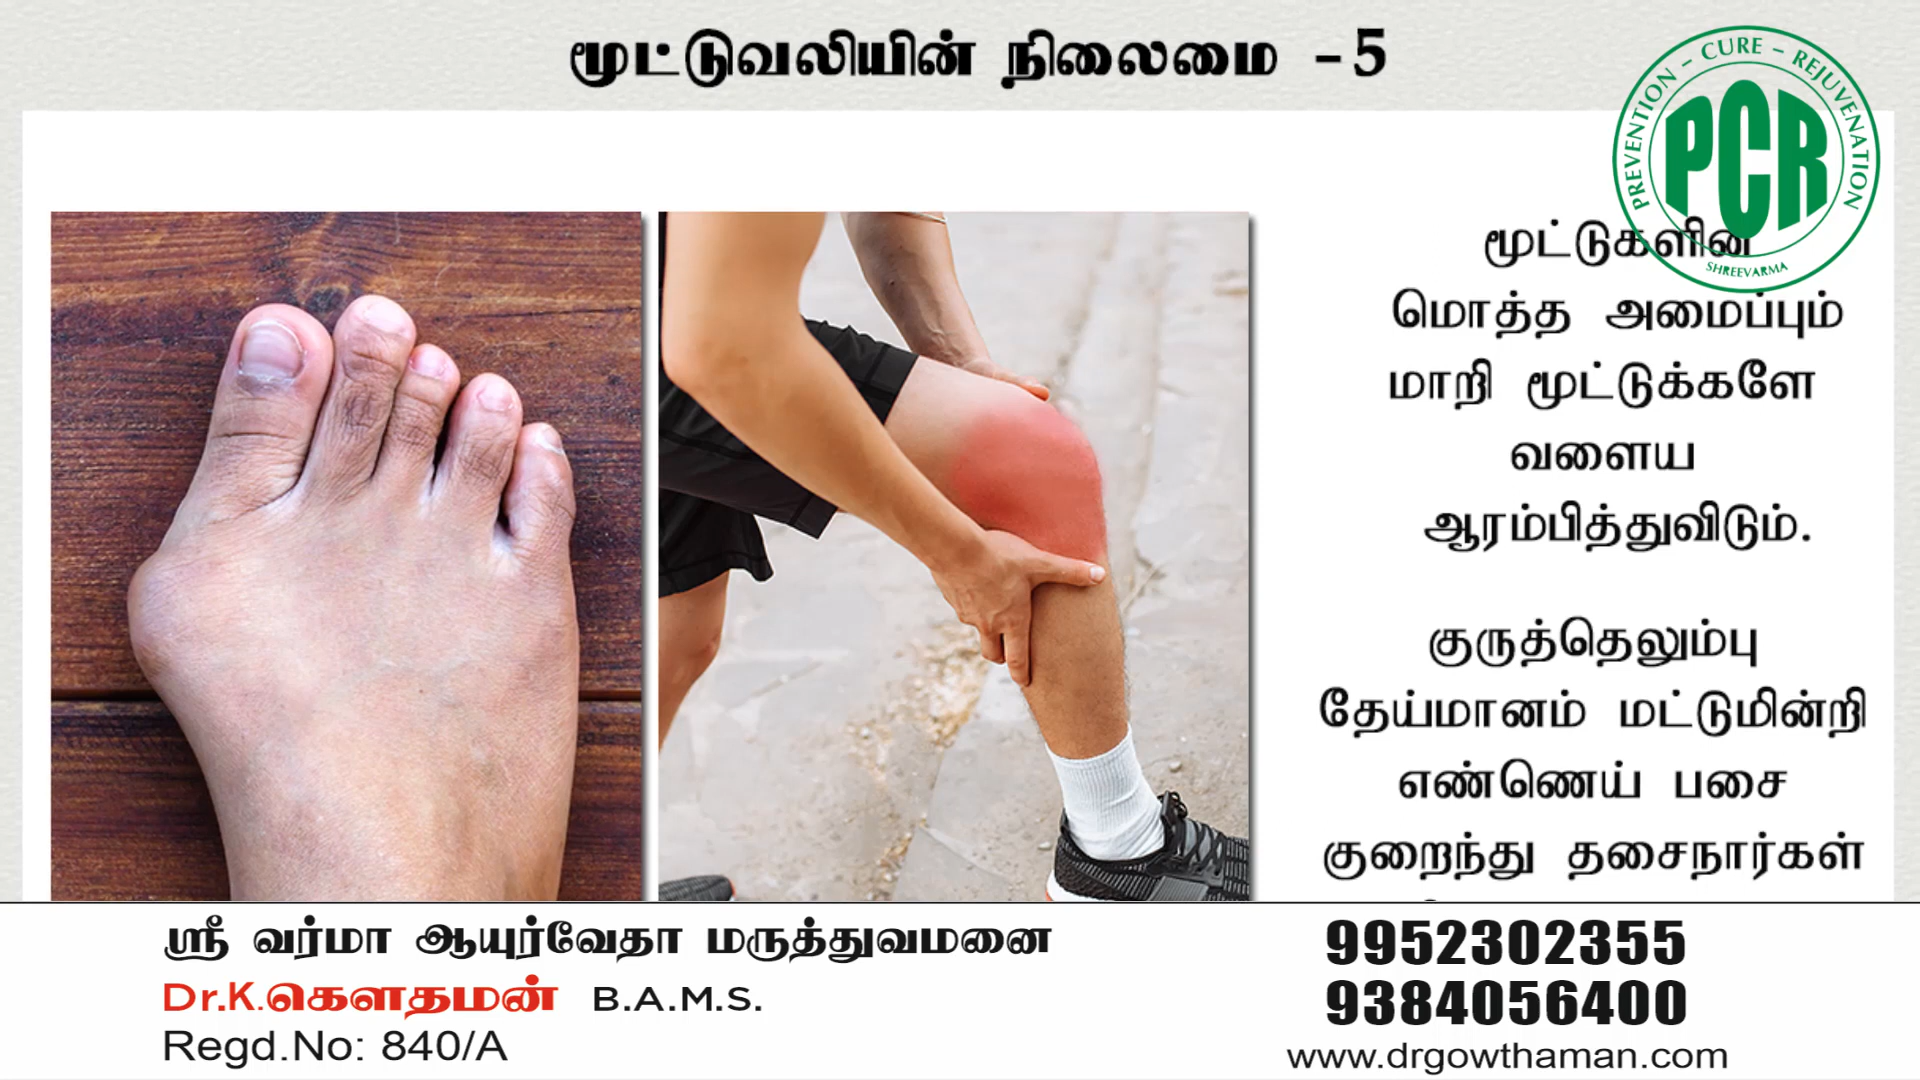 மூட்டுவலியின் நிலைமை -5
PREVENTION - CURE - REJUVENATION
PCR
SHREEVARMA
மூட்டுகளின்
மொத்த அமைப்பும்
மாறி மூட்டுக்களே
வளைய
ஆரம்பித்துவிடும்.
குருத்தெலும்பு
தேய்மானம் மட்டுமின்றி
எண்ணெய் பசை
குறைந்து தசைநார்கள்
ஸ்ரீ வர்மா ஆயுர்வேதா மருத்துவமனை
Dr.K.கௌதமன் B.A.M.S.
Regd.No: 840/A
9952302355
9384056400
www.drgowthaman.com